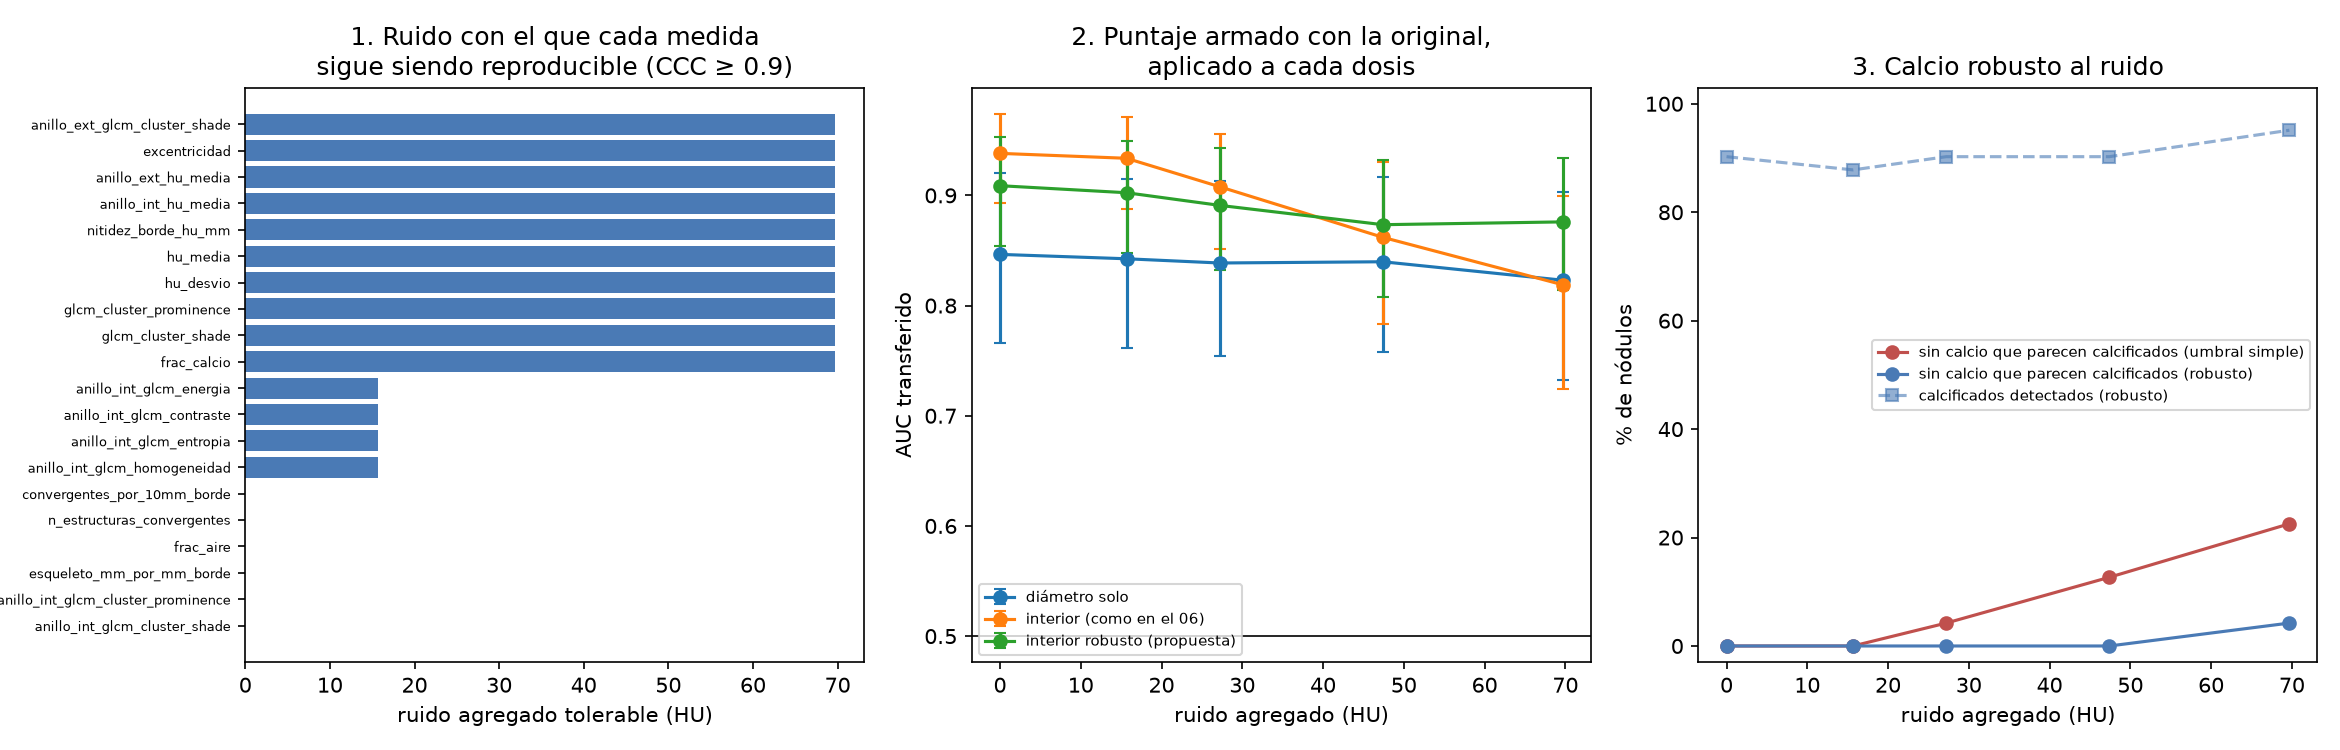 1. Ruido con el que cada medida
sigue siendo reproducible (CCC ≥ 0.9)
anillo_ext_glcm_cluster_shade
excentricidad
anillo_ext_hu_media
anillo_int_hu_media
nitidez_borde_hu_mm
hu_media
hu_desvio
glcm_cluster_prominence
glcm_cluster_shade
frac_calcio
anillo_int_glcm_energia
anillo_int_glcm_contraste
anillo_int_glcm_entropia
anillo_int_glcm_homogeneidad
convergentes_por_10mm_borde
n_estructuras_convergentes
frac_aire
esqueleto_mm_por_mm_borde
anillo_int_glcm_cluster_prominence
anillo_int_glcm_cluster_shade
0 10 20 30 40 50 60 70
ruido agregado tolerable (HU)
2. Puntaje armado con la original,
aplicado a cada dosis
AUC transferido
0.9
0.8
0.7
0.6
0.5
diámetro solo
interior (como en el 06)
interior robusto (propuesta)
0 10 20 30 40 50 60 70
ruido agregado (HU)
3. Calcio robusto al ruido
% de nódulos
100
80
60
40
20
0
sin calcio que parecen calcificados (umbral simple)
sin calcio que parecen calcificados (robusto)
calcificados detectados (robusto)
0 10 20 30 40 50 60 70
ruido agregado (HU)